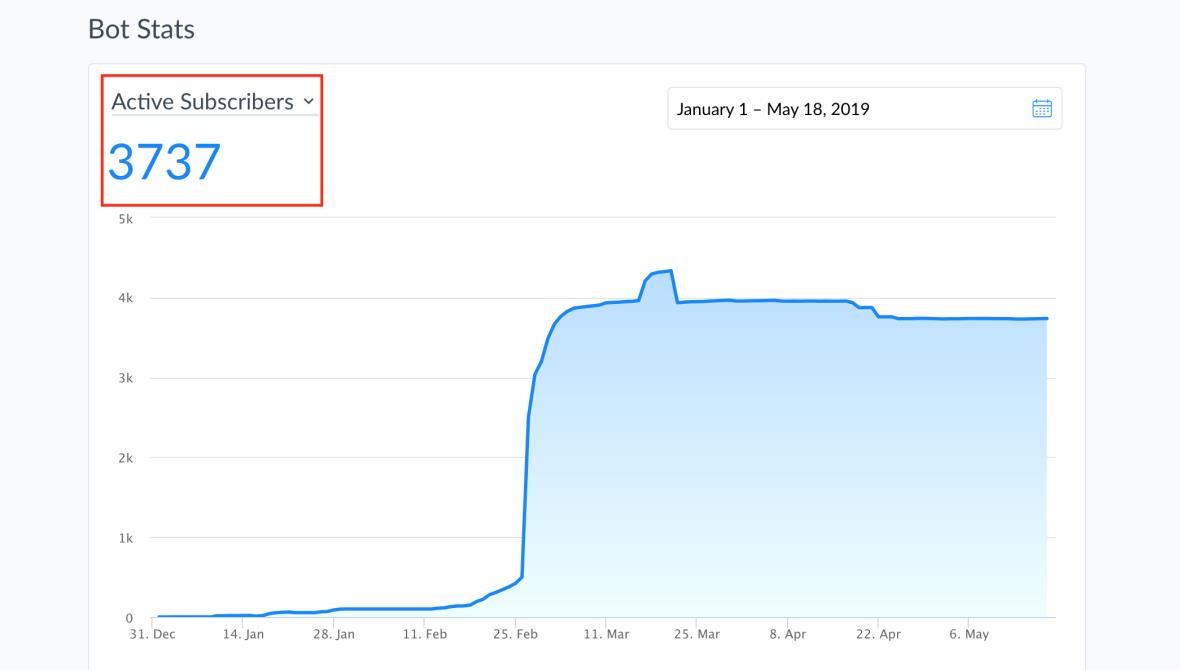 Bot Stats
Active Subscribers
January 1 – May 18, 2019
3737
5k
4k
3k
2k
1k
0
31. Dec 14. Jan 28. Jan 11. Feb 25. Feb 11. Mar 25. Mar 8. Apr 22. Apr 6. May